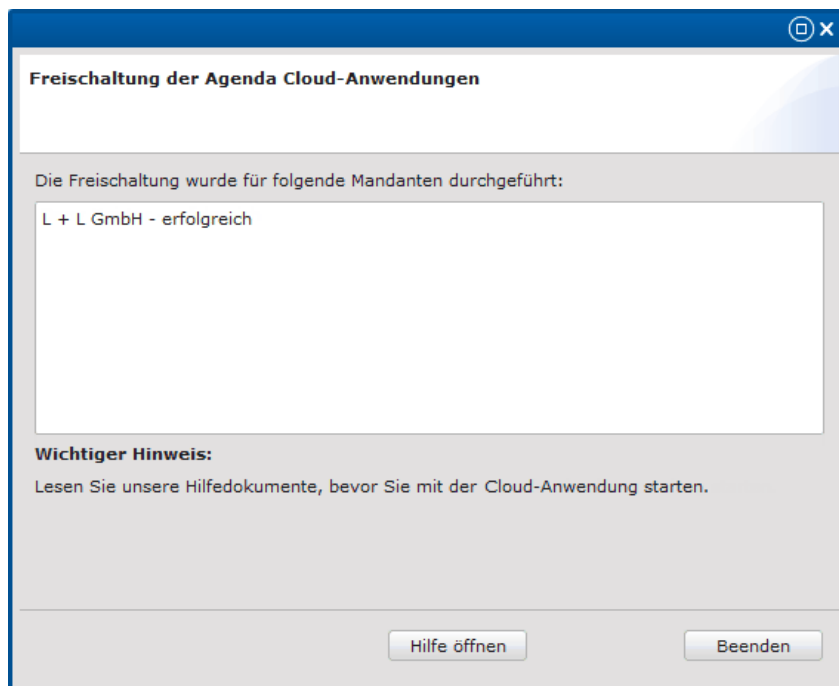 Freischaltung der Agenda Cloud-Anwendungen
Die Freischaltung wurde für folgende Mandanten durchgeführt:
L + L GmbH - erfolgreich
Wichtiger Hinweis:
Lesen Sie unsere Hilfedokumente, bevor Sie mit der Cloud-Anwendung starten.
Hilfe öffnen
Beenden